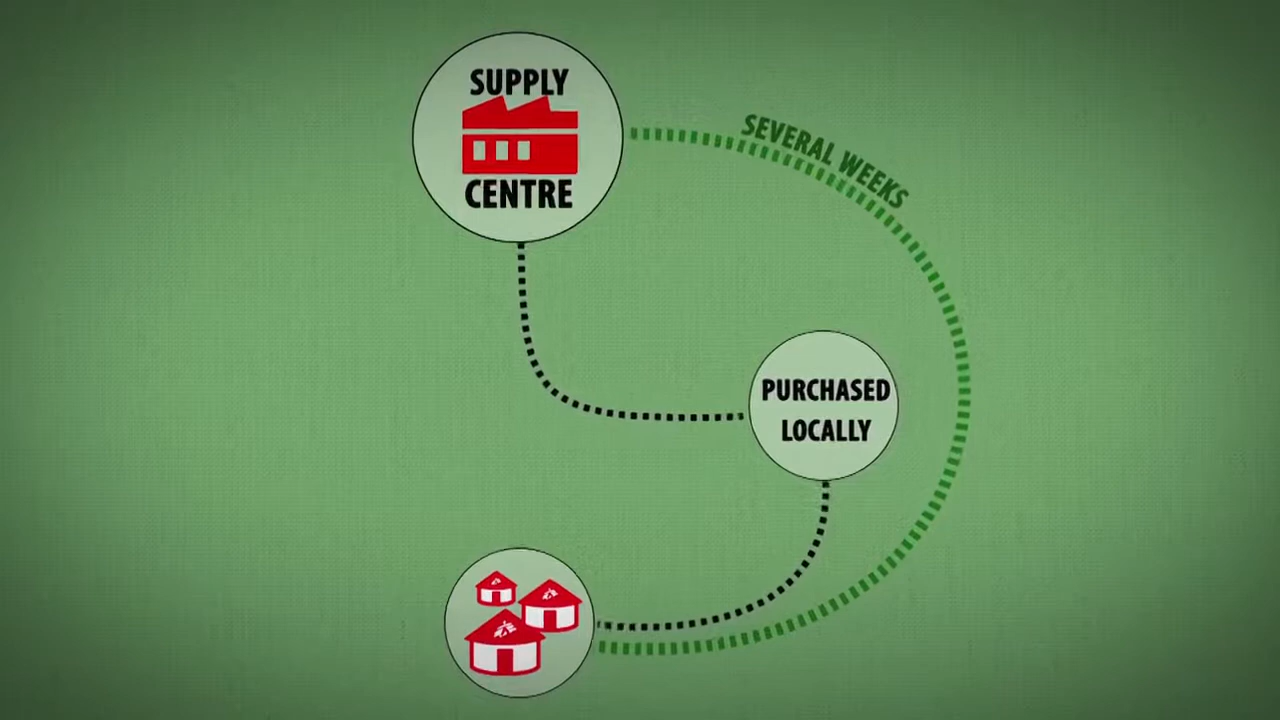 SUPPLY
CENTRE
SEVERAL WEEKS
PURCHASED
LOCALLY